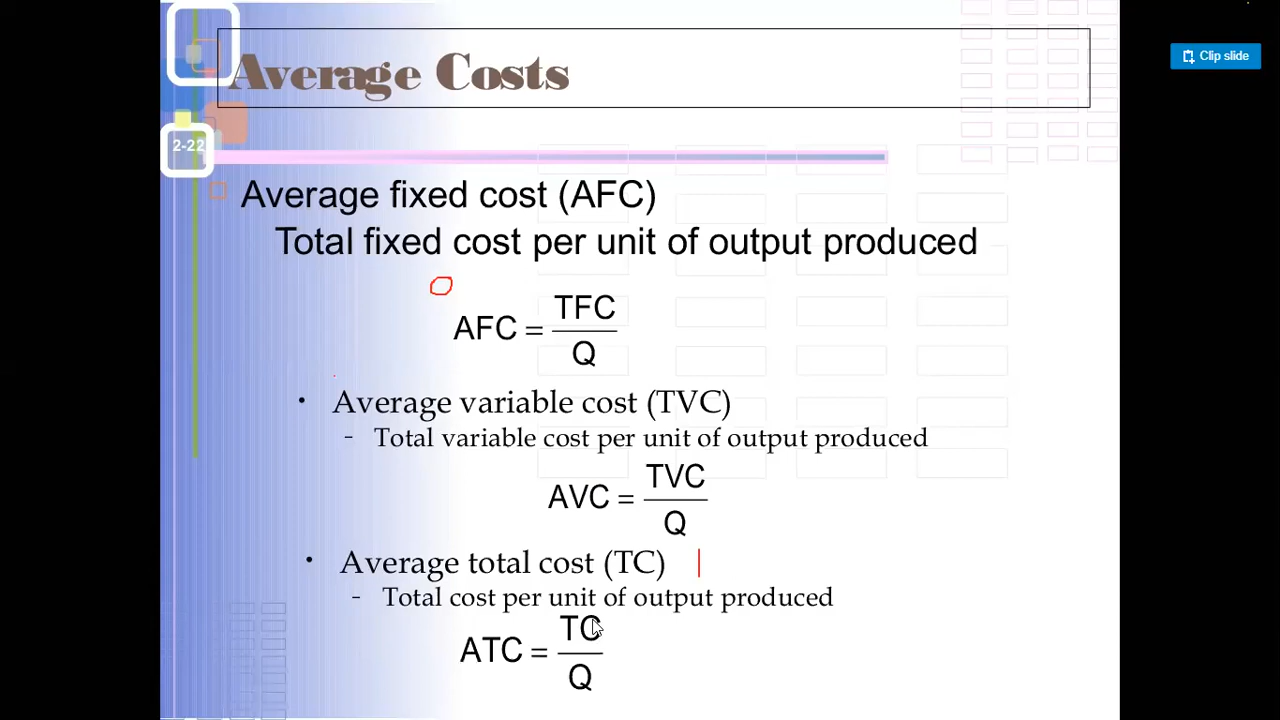 Clip slide
Average Costs
2-22
Average fixed cost (AFC)
Total fixed cost per unit of output produced
AFC = TFC / Q
• Average variable cost (TVC)
- Total variable cost per unit of output produced
AVC = TVC / Q
• Average total cost (TC)
- Total cost per unit of output produced
ATC = TC / Q